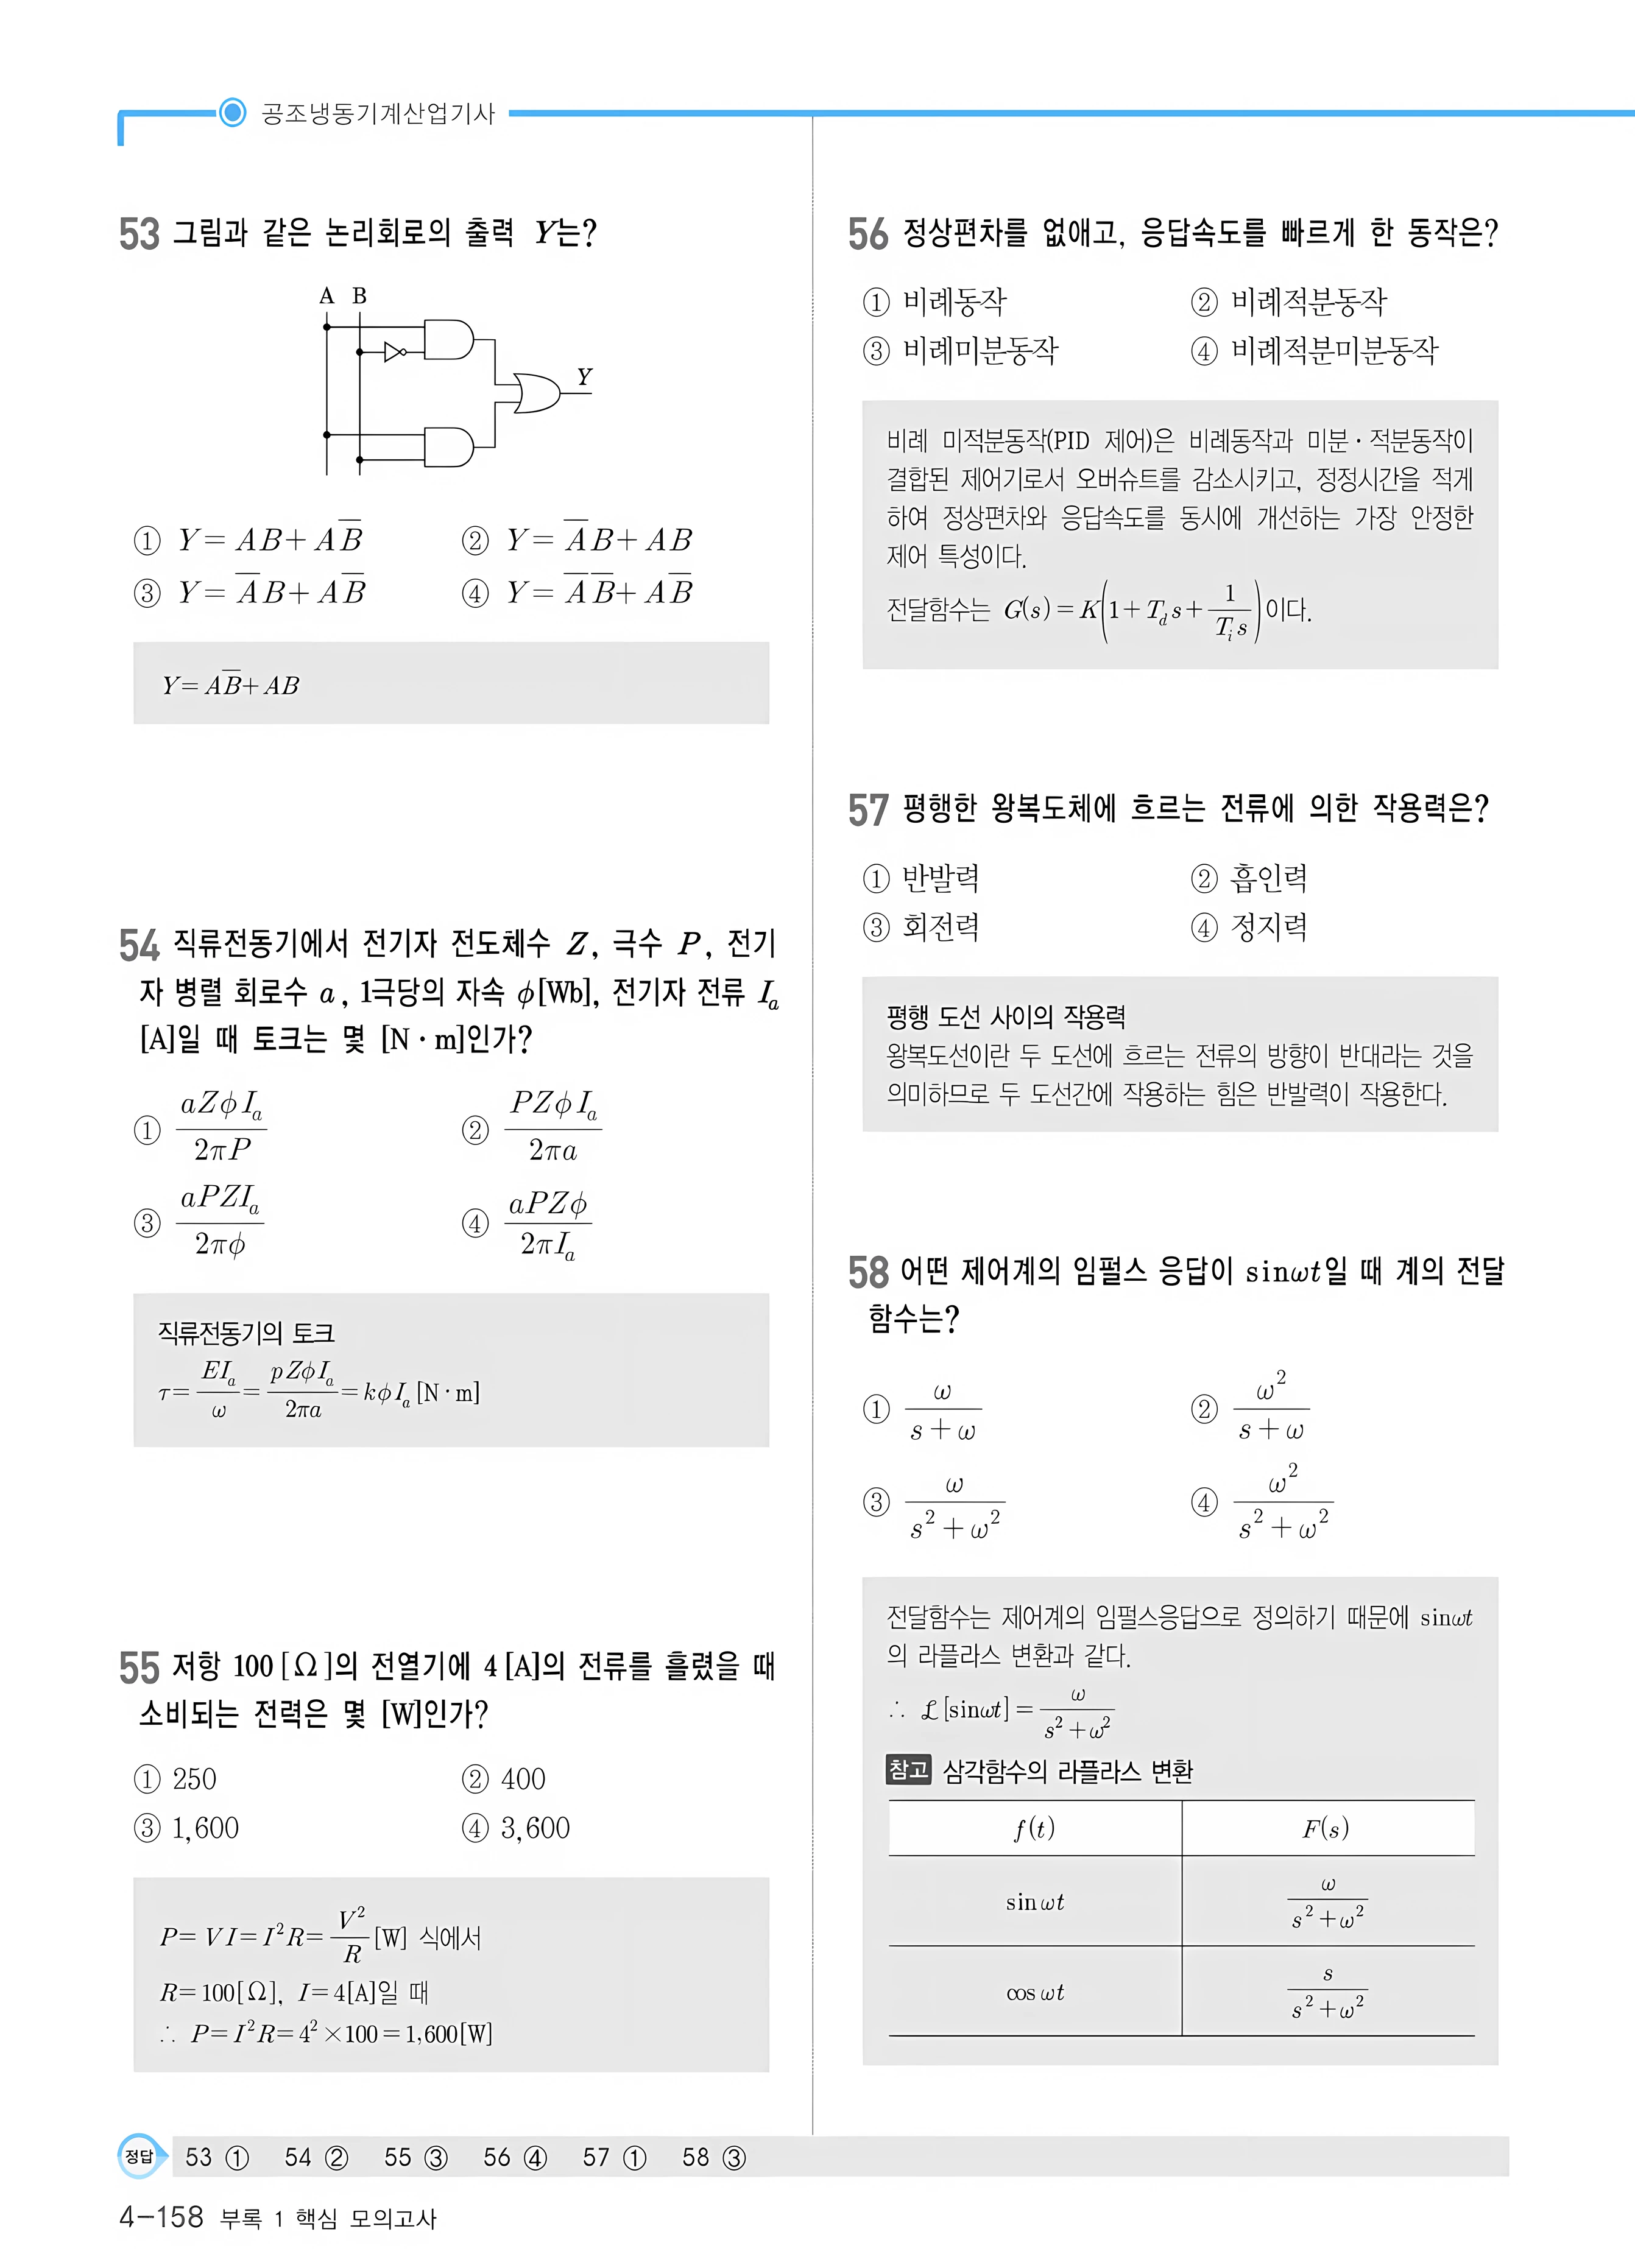 공조냉동기계산업기사
53 그림과 같은 논리회로의 출력 Y는?
A B
Y
① Y = AB + AB̅
② Y = A̅B + AB
③ Y = A̅B + AB̅
④ Y = A̅ B̅ + AB̅
Y = AB̅ + AB
54 직류전동기에서 전기자 전도체수 Z, 극수 P, 전기
자 병렬 회로수 a, 1극당의 자속 ϕ[Wb], 전기자 전류 Iₐ
[A]일 때 토크는 몇 [N·m]인가?
① aZϕIₐ / 2πP
② PZϕIₐ / 2πa
③ aPZIₐ / 2πϕ
④ aPZϕ / 2πIₐ
직류전동기의 토크
τ = EIₐ / ω = pZϕIₐ / 2πa = kϕIₐ [N·m]
55 저항 100[Ω]의 전열기에 4[A]의 전류를 흘렸을 때
소비되는 전력은 몇 [W]인가?
① 250
② 400
③ 1,600
④ 3,600
P = VI = I²R = V² / R [W] 식에서
R = 100[Ω], I = 4[A]일 때
∴ P = I²R = 4² × 100 = 1,600[W]
56 정상편차를 없애고, 응답속도를 빠르게 한 동작은?
① 비례동작
② 비례적분동작
③ 비례미분동작
④ 비례적분미분동작
비례 미적분동작(PID 제어)은 비례동작과 미분·적분동작이
결합된 제어기로서 오버슈트를 감소시키고, 정정시간을 적게
하여 정상편차와 응답속도를 동시에 개선하는 가장 안정한
제어 특성이다.
전달함수는 G(s) = K(1 + T_d s + 1 / T_i s)이다.
57 평행한 왕복도체에 흐르는 전류에 의한 작용력은?
① 반발력
② 흡인력
③ 회전력
④ 정지력
평행 도선 사이의 작용력
왕복도선이란 두 도선에 흐르는 전류의 방향이 반대라는 것을
의미하므로 두 도선간에 작용하는 힘은 반발력이 작용한다.
58 어떤 제어계의 임펄스 응답이 sinωt일 때 계의 전달
함수는?
① ω / s + ω
② ω² / s + ω
③ ω / s² + ω²
④ ω² / s² + ω²
전달함수는 제어계의 임펄스응답으로 정의하기 때문에 sinωt
의 라플라스 변환과 같다.
∴ ℒ[sinωt] = ω / s² + ω²
참고 삼각함수의 라플라스 변환
f(t) F(s)
sin ωt ω / s² + ω²
cos ωt s / s² + ω²
정답 53 ① 54 ② 55 ③ 56 ④ 57 ① 58 ③
4-158 부록 1 핵심 모의고사